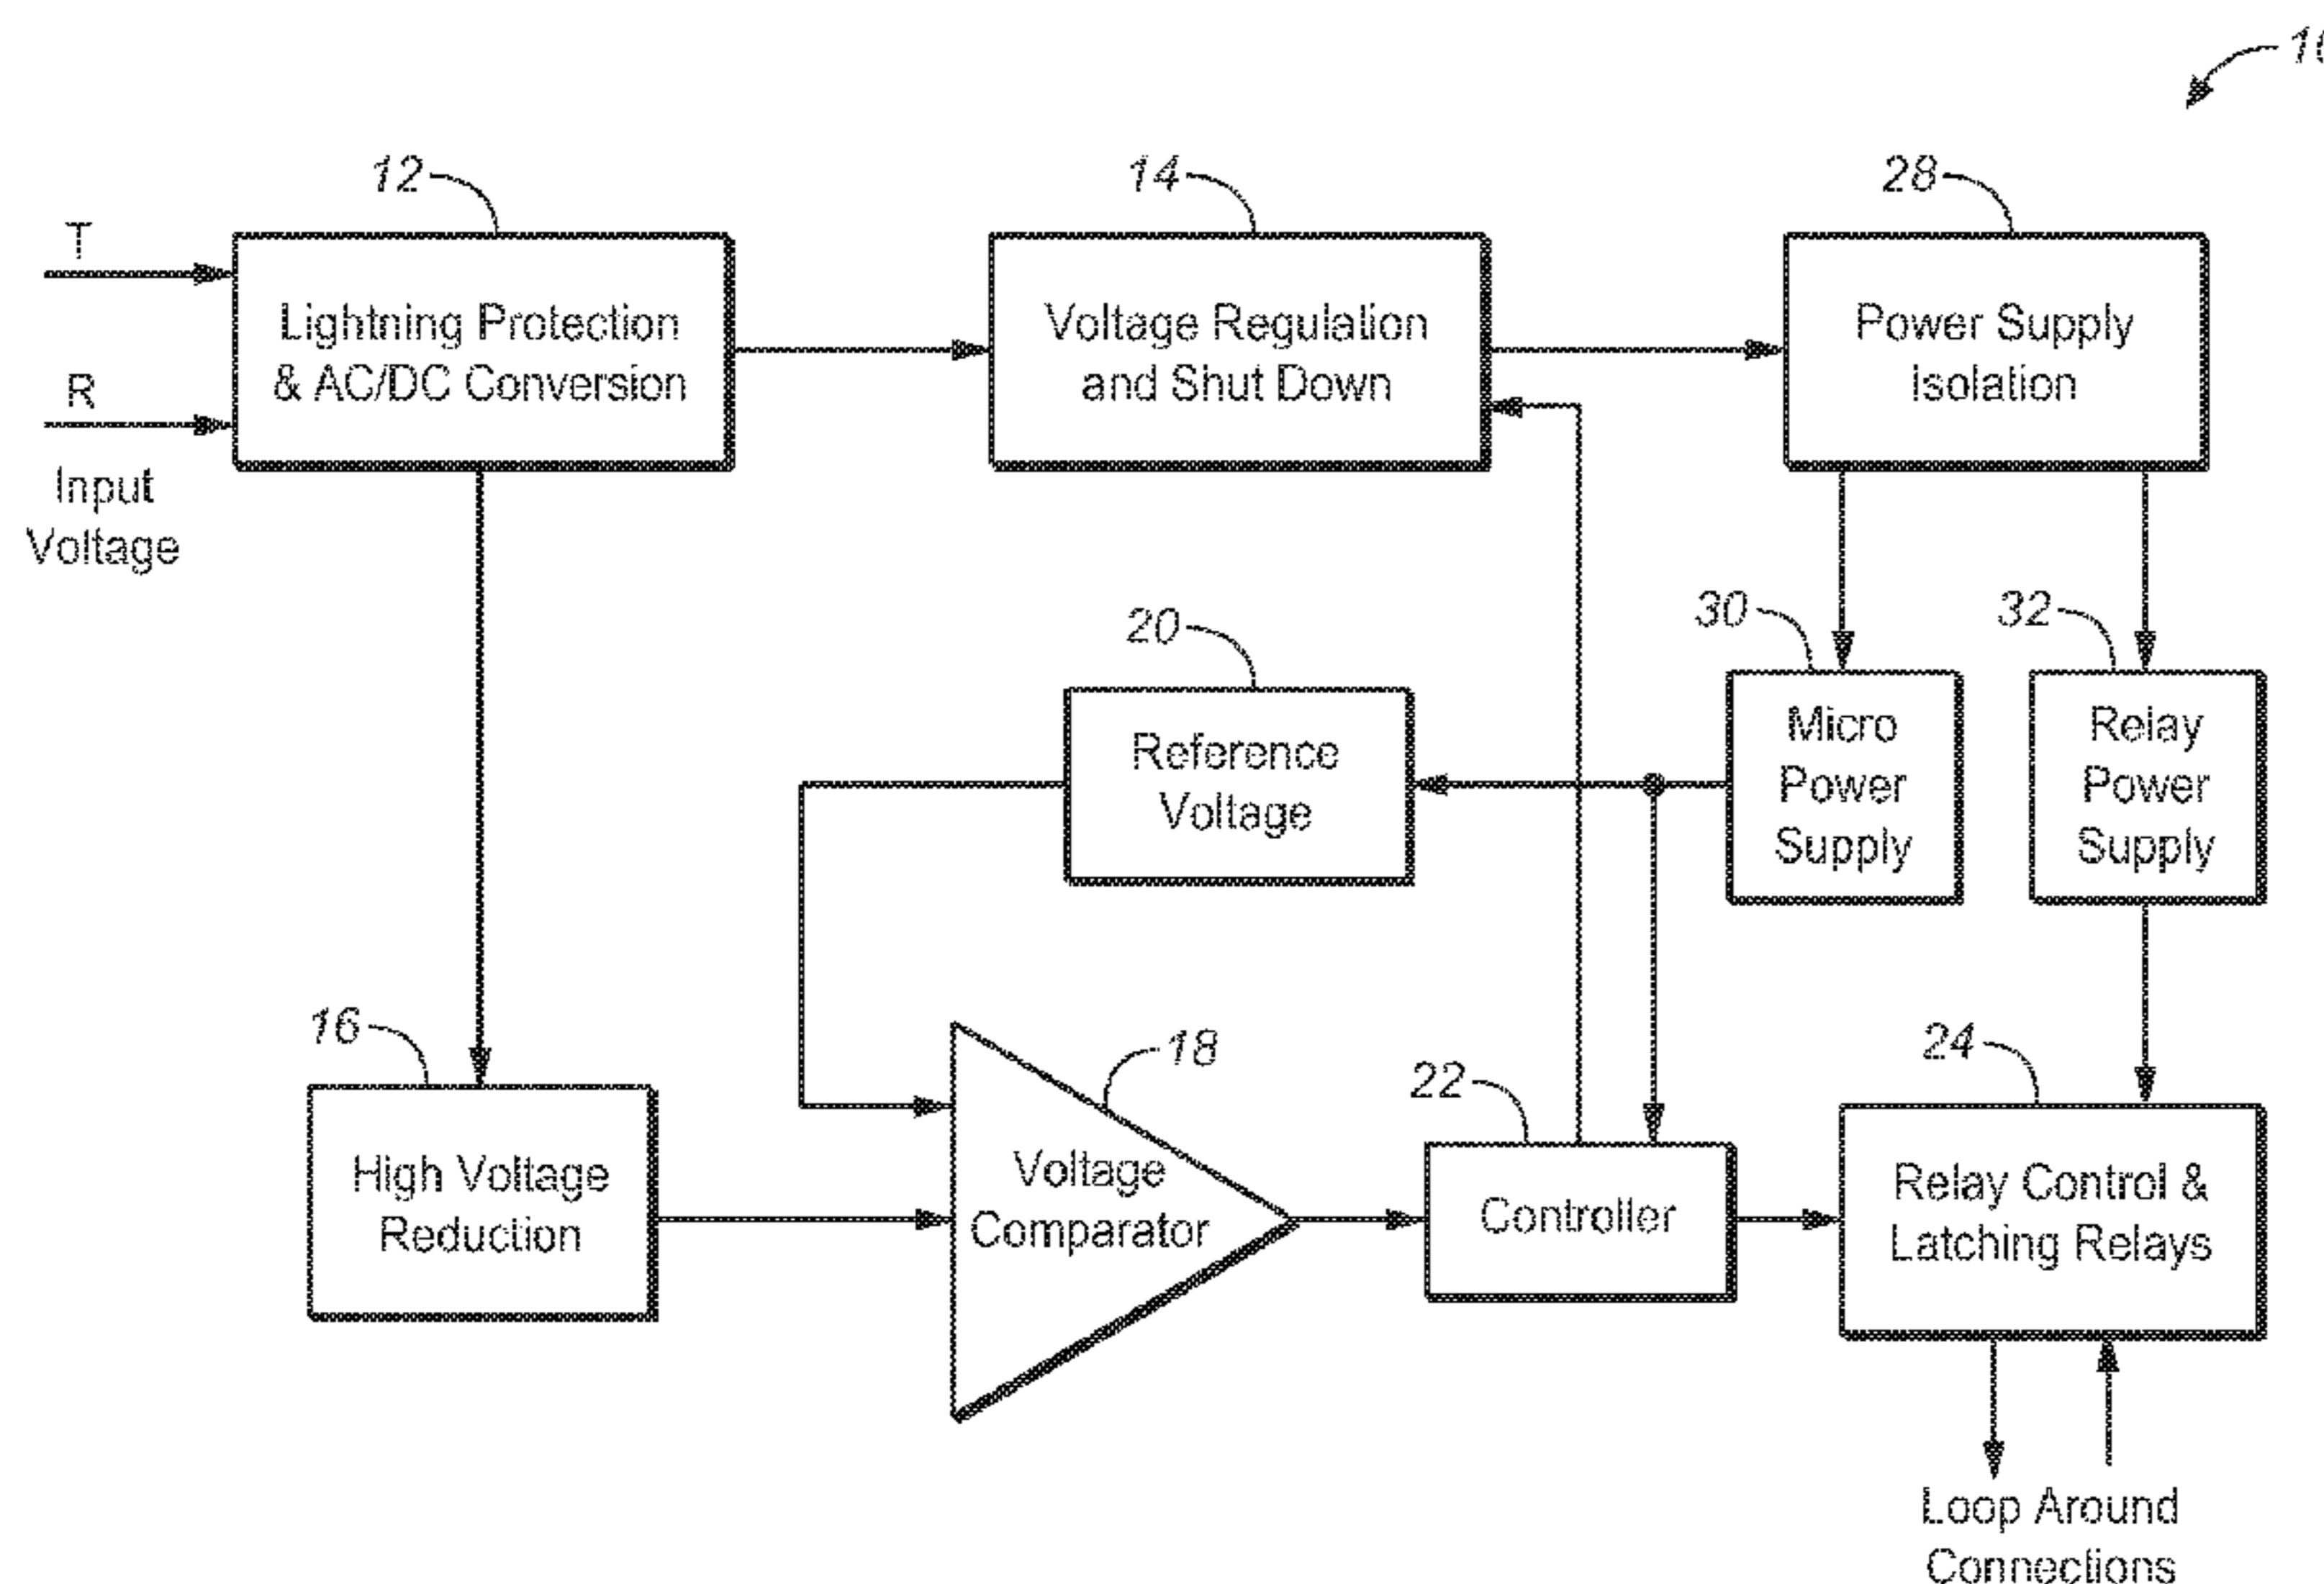 12
14
28
T
R
Input
Voltage
Lightning Protection
& AC/DC Conversion
Voltage Regulation
and Shut Down
Power Supply
Isolation
20
30
32
Reference
Voltage
Micro
Power
Supply
Relay
Power
Supply
16
18
22
24
High Voltage
Reduction
Voltage
Comparator
Controller
Relay Control &
Latching Relays
Loop Around
Connections